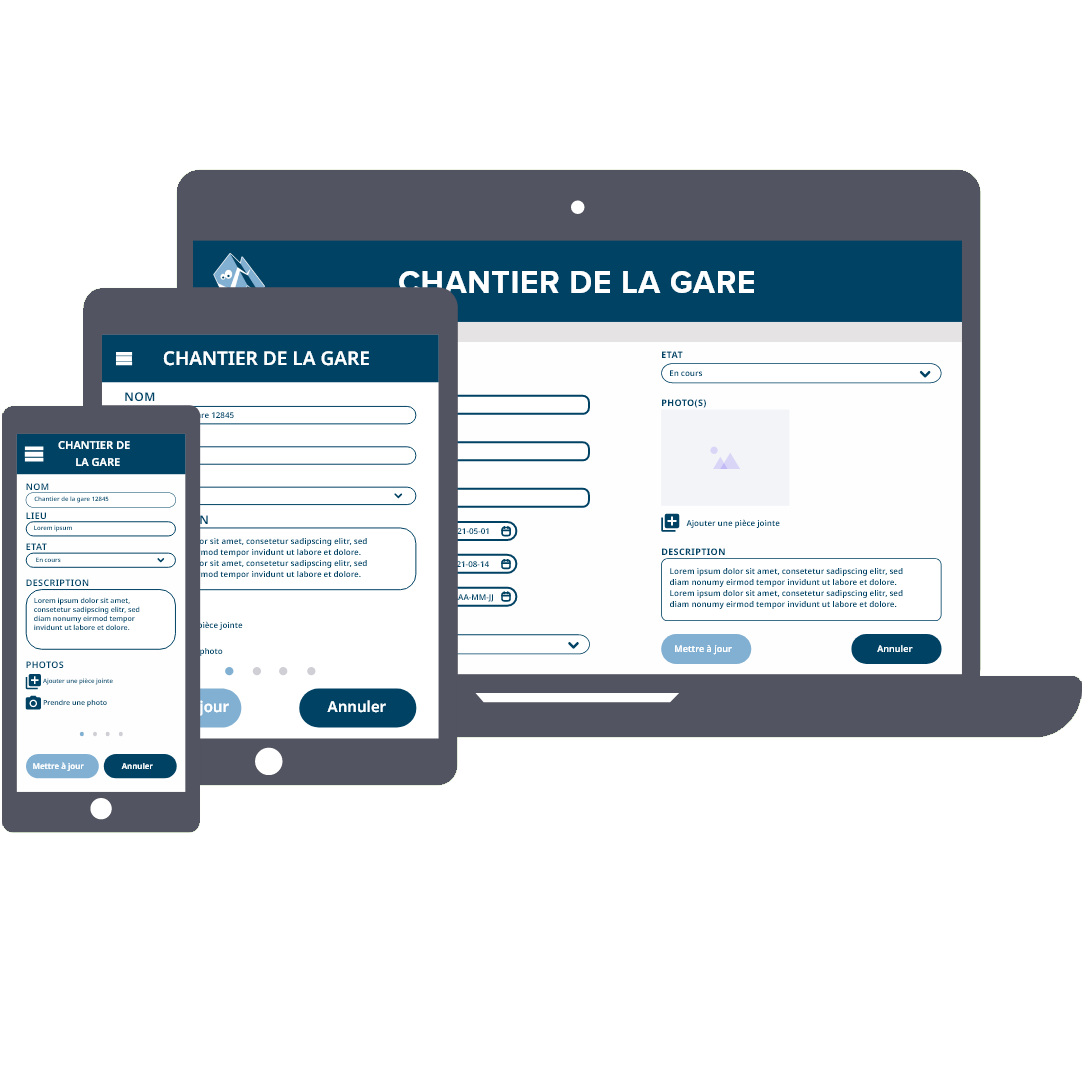 CHANTIER DE LA GARE
ETAT
En cours
PHOTO(S)
Ajouter une pièce jointe
DESCRIPTION
Lorem ipsum dolor sit amet, consetetur sadipscing elitr, sed
diam nonumy eirmod tempor invidunt ut labore et dolore.
Lorem ipsum dolor sit amet, consetetur sadipscing elitr, sed
diam nonumy eirmod tempor invidunt ut labore et dolore.
Mettre à jour
Annuler
21-05-01
21-08-14
AA-MM-JJ
CHANTIER DE LA GARE
NOM
are 12845
N
or sit amet, consetetur sadipscing elitr, sed
mod tempor invidunt ut labore et dolore.
or sit amet, consetetur sadipscing elitr, sed
mod tempor invidunt ut labore et dolore.
pièce jointe
photo
jour
Annuler
CHANTIER DE
LA GARE
NOM
Chantier de la gare 12845
LIEU
Lorem ipsum
ETAT
En cours
DESCRIPTION
Lorem ipsum dolor sit amet,
consetetur sadipscing elitr, sed
diam nonumy eirmod tempor
invidunt ut labore et dolore.
PHOTOS
Ajouter une pièce jointe
Prendre une photo
Mettre à jour
Annuler